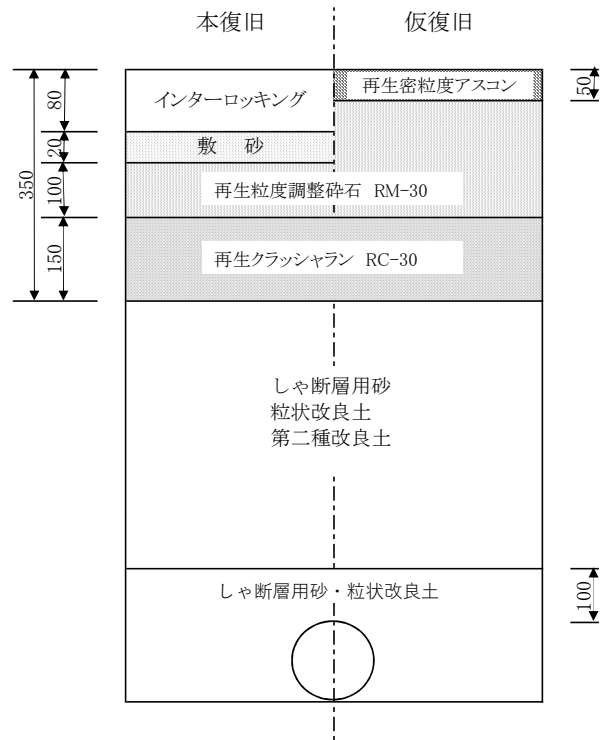 本復旧
仮復旧
インターロッキング
再生密粒度アスコン
敷 砂
再生粒度調整砕石 RM-30
再生クラッシャラン RC-30
80
20
100
150
350
50
しゃ断層用砂
粒状改良土
第二種改良土
しゃ断層用砂・粒状改良土
100